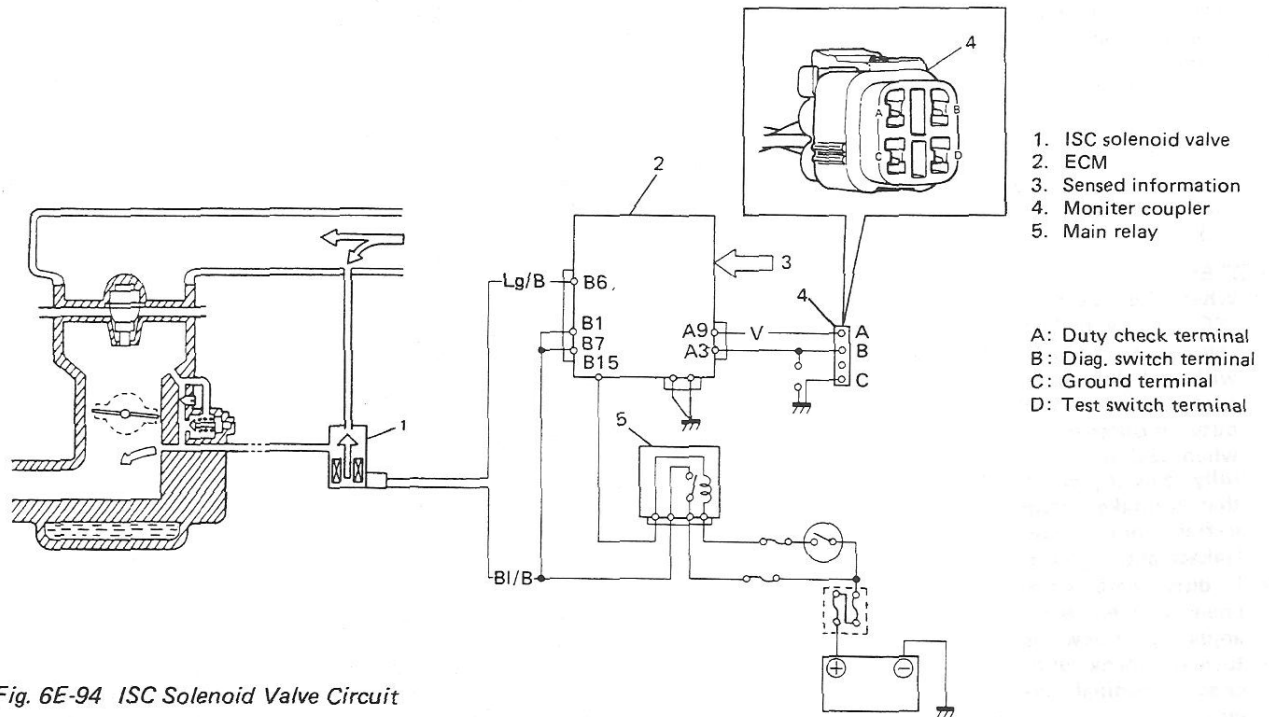 4
A
B
C
D
1. ISC solenoid valve
2. ECM
3. Sensed information
4. Moniter coupler
5. Main relay
2
3
Lg/B
B6
B1
B7
B15
A9
V
A3
4
A
B
C
A: Duty check terminal
B: Diag. switch terminal
C: Ground terminal
D: Test switch terminal
1
5
Bl/B
+
−
Fig. 6E-94 ISC Solenoid Valve Circuit